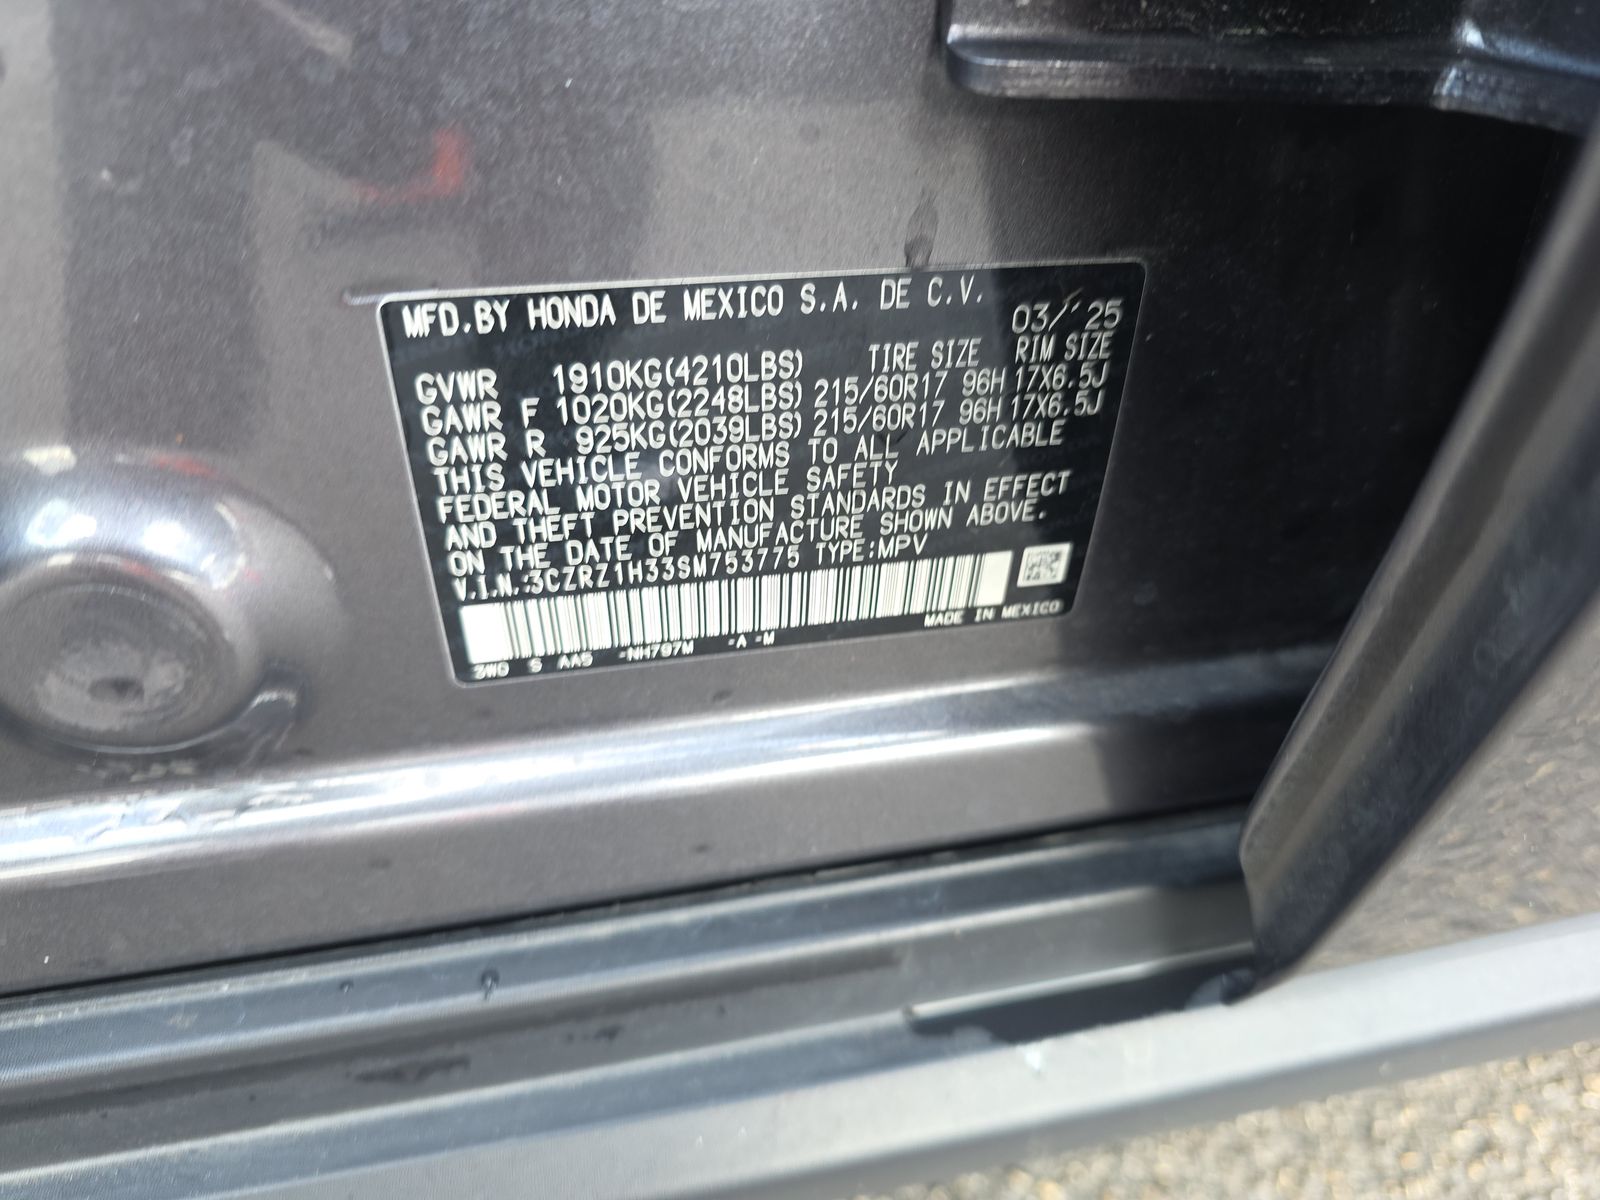 MFD.BY HONDA DE MEXICO S.A. DE C.V.
03/ 25
TIRE SIZE RIM SIZE
GVWR 1910KG(4210LBS)
GAWR F 1020KG(2248LBS) 215/60R17 96H 17X6.5J
GAWR R 925KG(2039LBS) 215/60R17 96H 17X6.5J
THIS VEHICLE CONFORMS TO ALL APPLICABLE
FEDERAL MOTOR VEHICLE SAFETY
AND THEFT PREVENTION STANDARDS IN EFFECT
ON THE DATE OF MANUFACTURE SHOWN ABOVE.
V.I.N.:3CZRZ1H33SM753775 TYPE:MPV
MADE IN MEXICO
3W0 S AA5 -NH797M -A -M